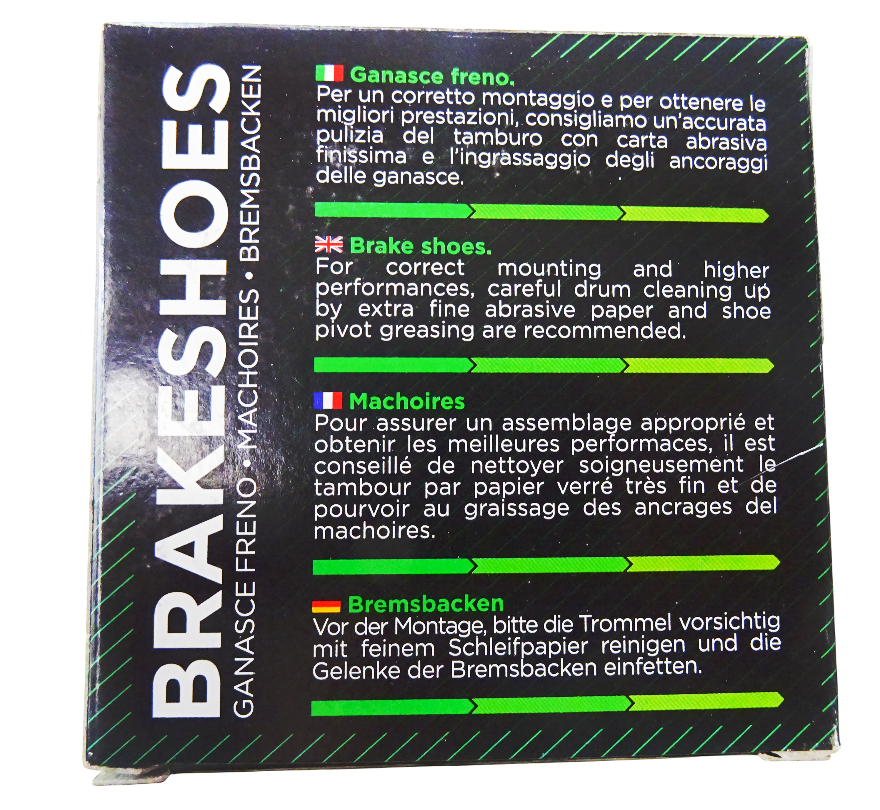 BRAKESHOES
GANASCE FRENO • MACHOIRES • BREMSBACKEN
Ganasce freno.
Per un corretto montaggio e per ottenere le
migliori prestazioni, consigliamo un'accurata
pulizia del tamburo con carta abrasiva
finissima e l'ingrassaggio degli ancoraggi
delle ganasce.
Brake shoes.
For correct mounting and higher
performances, careful drum cleaning up
by extra fine abrasive paper and shoe
pivot greasing are recommended.
Machoires
Pour assurer un assemblage approprié et
obtenir les meilleures performaces, il est
conseillé de nettoyer soigneusement le
tambour par papier verré très fin et de
pourvoir au graissage des ancrages del
machoires.
Bremsbacken
Vor der Montage, bitte die Trommel vorsichtig
mit feinem Schleifpapier reinigen und die
Gelenke der Bremsbacken einfetten.